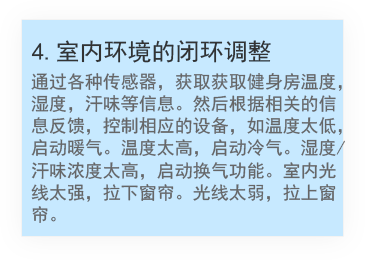 4. 室内环境的闭环调整
通过各种传感器，获取获取健身房温度，
湿度，汗味等信息。然后根据相关的信
息反馈，控制相应的设备，如温度太低，
启动暖气。温度太高，启动冷气。湿度/
汗味浓度太高，启动换气功能。室内光
线太强，拉下窗帘。光线太弱，拉上窗
帘。